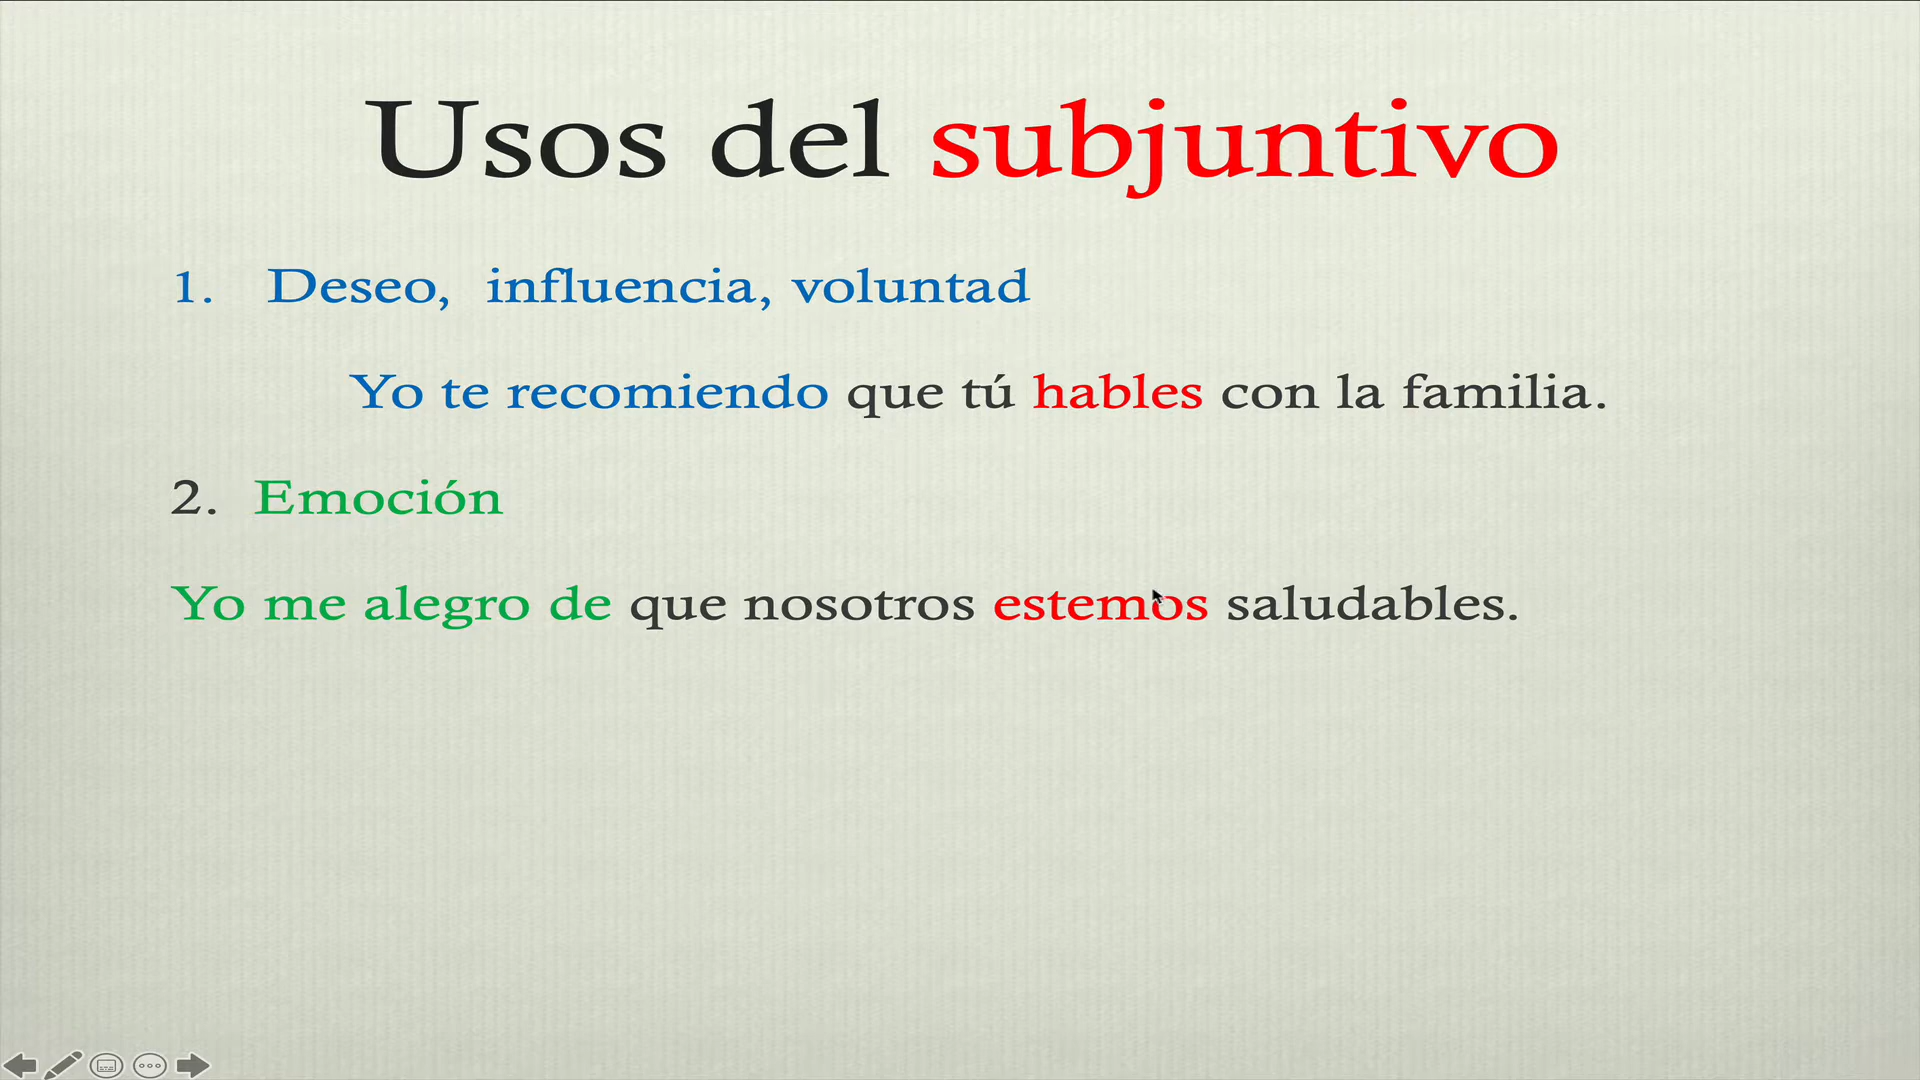 Usos del subjuntivo
1. Deseo, influencia, voluntad
Yo te recomiendo que tú hables con la familia.
2. Emoción
Yo me alegro de que nosotros estemos saludables.